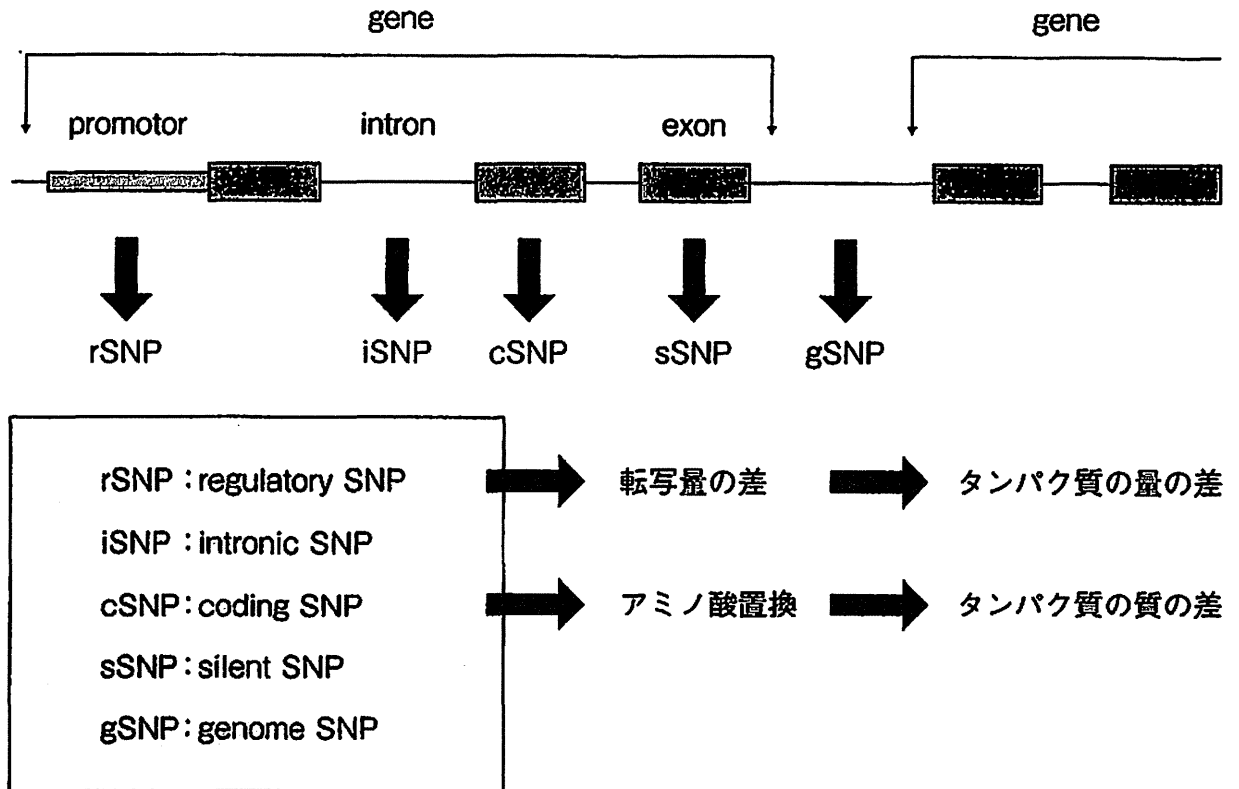 gene gene
promotor intron exon
rSNP iSNP cSNP sSNP gSNP
rSNP：regulatory SNP 転写量の差 タンパク質の量の差
iSNP：intronic SNP
cSNP：coding SNP アミノ酸置換 タンパク質の質の差
sSNP：silent SNP
gSNP：genome SNP